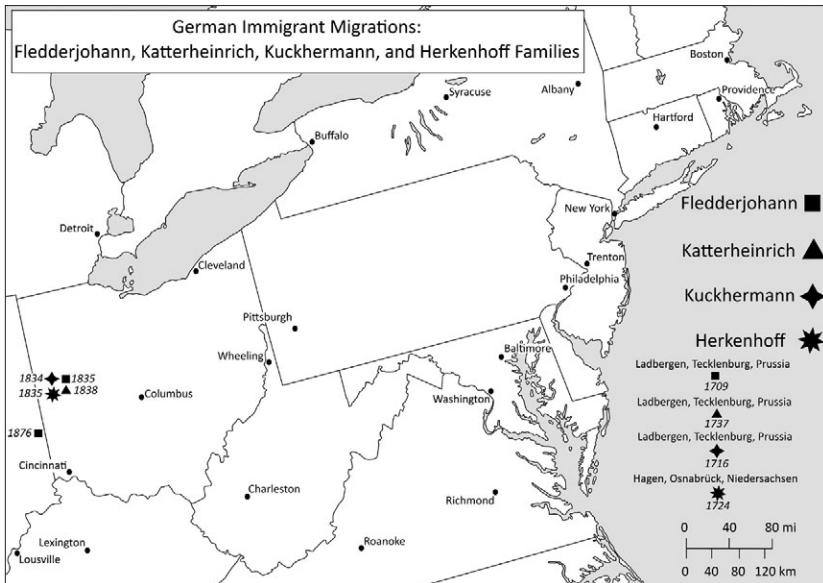 German Immigrant Migrations:
Fledderjohann, Katterheinrich, Kuckhermann, and Herkenhoff Families
Boston
Syracuse
Albany
Providence
Hartford
Buffalo
Fledderjohann
New York
Detroit
Katterheinrich
Trenton
Cleveland
Philadelphia
Kuckhermann
Pittsburgh
Herkenhoff
Baltimore
Wheeling
Ladbergen, Tecklenburg, Prussia
1709
1834 1835
1835 1838
Columbus
Washington
Ladbergen, Tecklenburg, Prussia
1737
1876
Ladbergen, Tecklenburg, Prussia
1716
Cincinnati
Hagen, Osnabrück, Niedersachsen
1724
Charleston
Richmond
0 40 80 mi
Lexington
Roanoke
Lousville
0 60 120 km